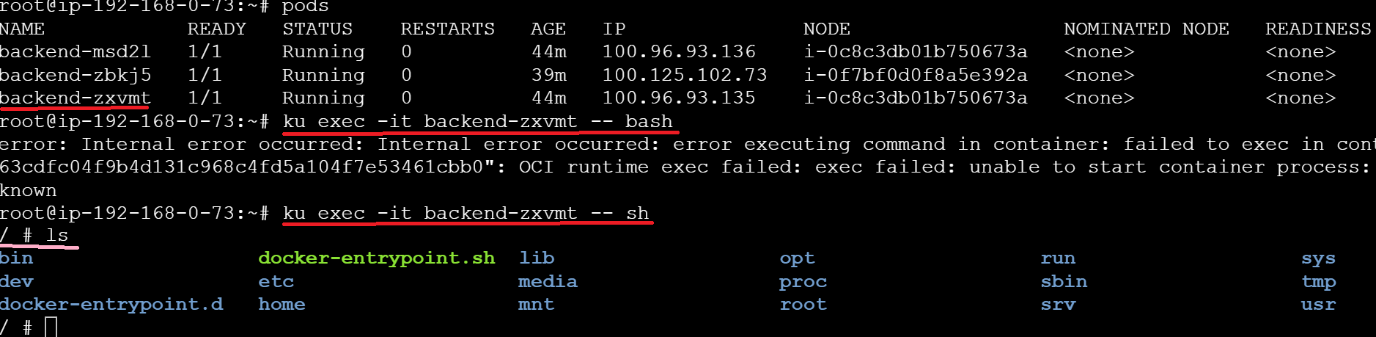 root@ip-192-168-0-73:~# pods
NAME READY STATUS RESTARTS AGE IP NODE NOMINATED NODE READINESS
backend-msd2l 1/1 Running 0 44m 100.96.93.136 i-0c8c3db01b750673a <none> <none>
backend-zbkj5 1/1 Running 0 39m 100.125.102.73 i-0f7bf0d0f8a5e392a <none> <none>
backend-zxvmt 1/1 Running 0 44m 100.96.93.135 i-0c8c3db01b750673a <none> <none>
root@ip-192-168-0-73:~# ku exec -it backend-zxvmt -- bash
error: Internal error occurred: Internal error occurred: error executing command in container: failed to exec in cont
63cdfc04f9b4d131c968c4fd5a104f7e53461cbb0": OCI runtime exec failed: exec failed: unable to start container process:
known
root@ip-192-168-0-73:~# ku exec -it backend-zxvmt -- sh
/ # ls
bin docker-entrypoint.sh lib opt run sys
dev etc media proc sbin tmp
docker-entrypoint.d home mnt root srv usr
/ #